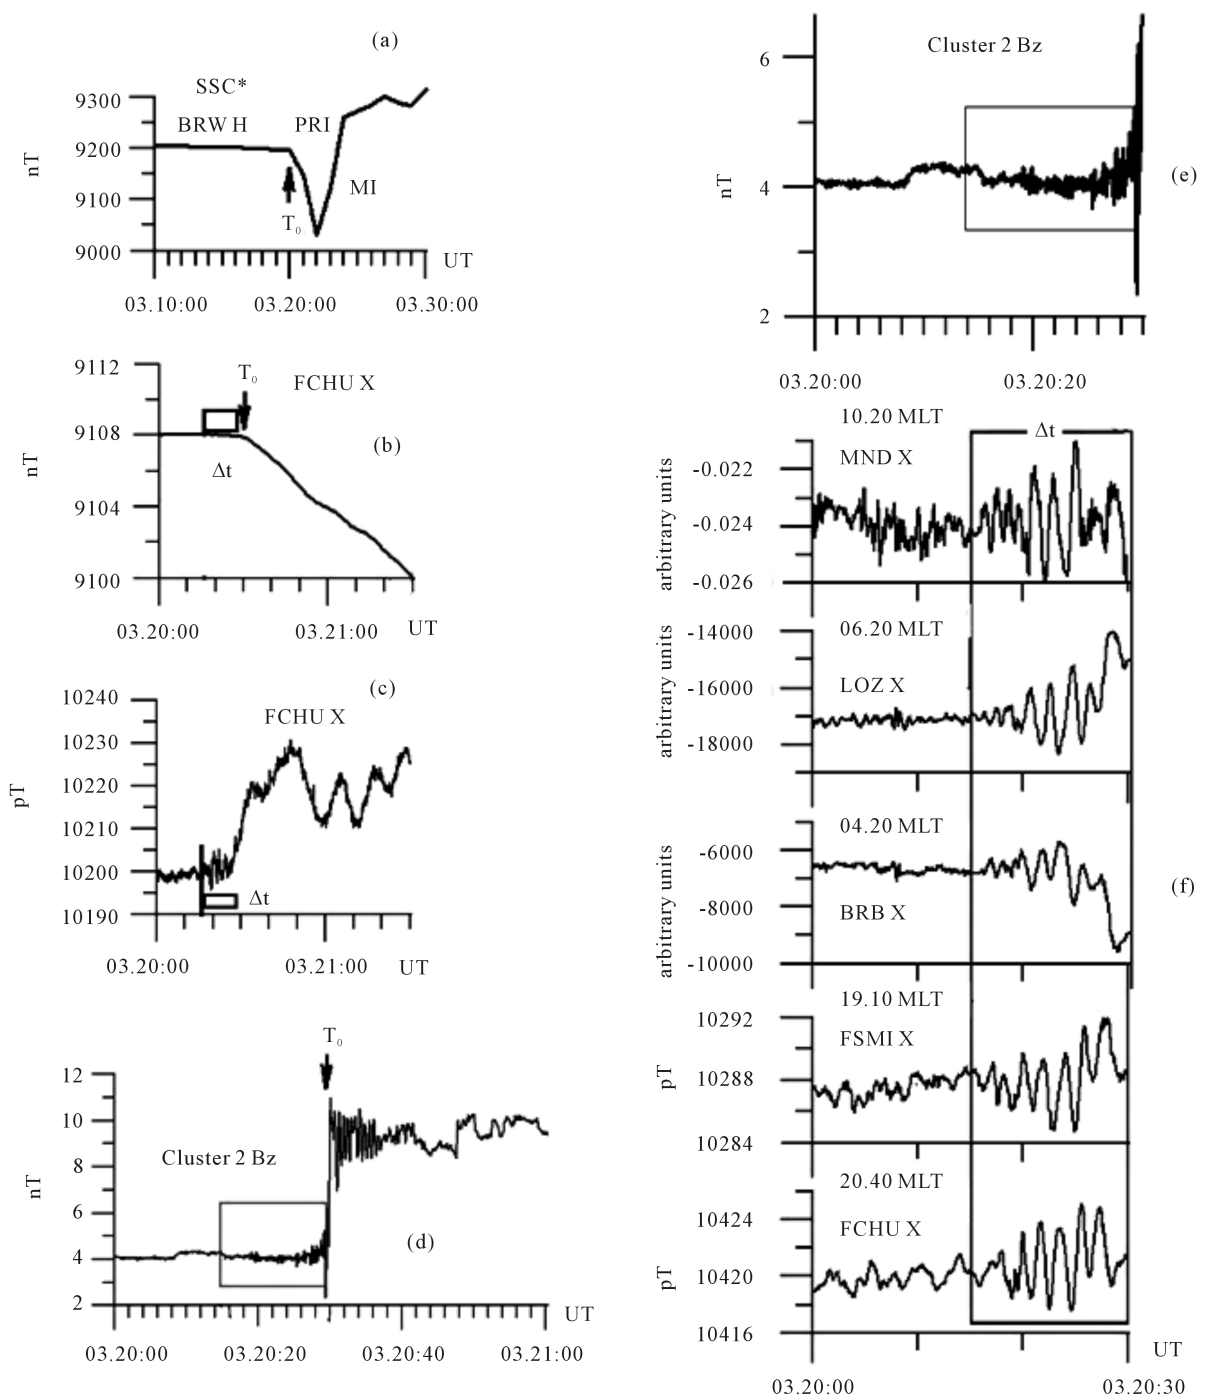 (a)
SSC*
BRW H
PRI
MI
T0
nT
9300
9200
9100
9000
UT
03.10:00 03.20:00 03.30:00
9112
T0
FCHU X
(b)
9108
nT
Δt
9104
9100
03.20:00 03.21:00 UT
(c)
10240
FCHU X
10230
10220
pT
10210
10200
10190
Δt
03.20:00 03.21:00 UT
T0
12
10
8
nT
6
4
2
Cluster 2 Bz
(d)
UT
03.20:00 03.20:20 03.20:40 03.21:00
Cluster 2 Bz
6
nT
4
2
(e)
03.20:00 03.20:20
10.20 MLT
Δt
MND X
arbitrary units
-0.022
-0.024
-0.026
06.20 MLT
LOZ X
arbitrary units
-14000
-16000
-18000
04.20 MLT
BRB X
arbitrary units
-6000
-8000
-10000
(f)
19.10 MLT
FSMI X
pT
10292
10288
10284
20.40 MLT
FCHU X
pT
10424
10420
10416
UT
03.20:00 03.20:30